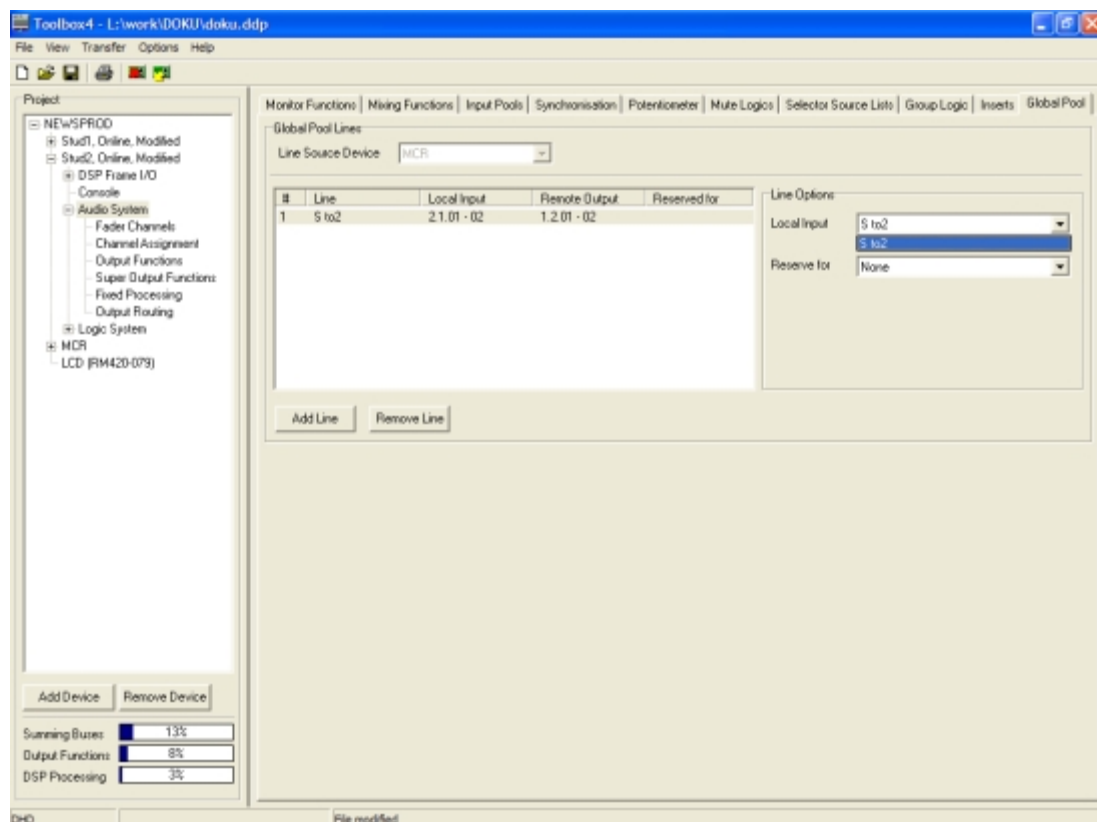 Toolbox4 - L:\work\DOKU\doku.ddp
File View Transfer Options Help
Project
NEWSPROD
Stud1, Online, Modified
Stud2, Online, Modified
DSP Frame I/O
Console
Audio System
Fader Channels
Channel Assignment
Output Functions
Super Output Functions
Fixed Processing
Output Routing
Logic System
MCR
LCD (RM420-079)
Add Device Remove Device
Summing Buses 13%
Output Functions 8%
DSP Processing 3%
Monitor Functions Mixing Functions Input Pools Synchronisation Potentiometer Mute Logics Selector Source Lists Group Logic Inserts Global Pool
Global Pool Lines
Line Source Device MCR
# Line Local Input Remote Output Reserved for
1 S to2 2.1.01 - 02 1.2.01 - 02
Add Line Remove Line
Line Options
Local Input S to2
S to2
Reserve for None
DHD File modified